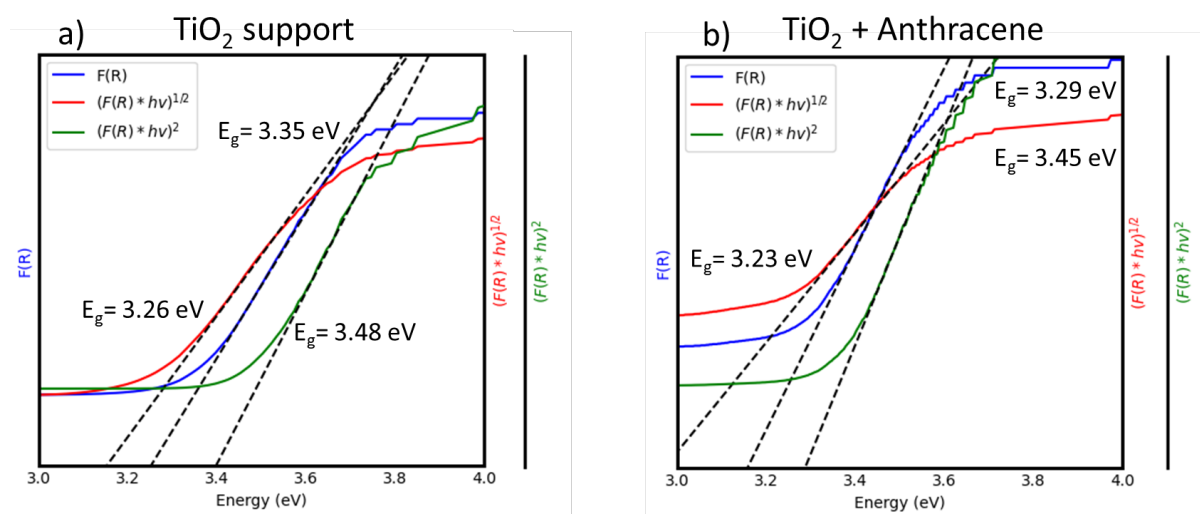 a) TiO2 support
F(R)
(F(R) * hv)^1/2
(F(R) * hv)^2
Eg= 3.35 eV
Eg= 3.26 eV
Eg= 3.48 eV
F(R)
(F(R) * hv)^1/2
(F(R) * hv)^2
3.0 3.2 3.4 3.6 3.8 4.0
Energy (eV)
b) TiO2 + Anthracene
F(R)
(F(R) * hv)^1/2
(F(R) * hv)^2
Eg= 3.29 eV
Eg= 3.45 eV
Eg= 3.23 eV
F(R)
(F(R) * hv)^1/2
(F(R) * hv)^2
3.0 3.2 3.4 3.6 3.8 4.0
Energy (eV)